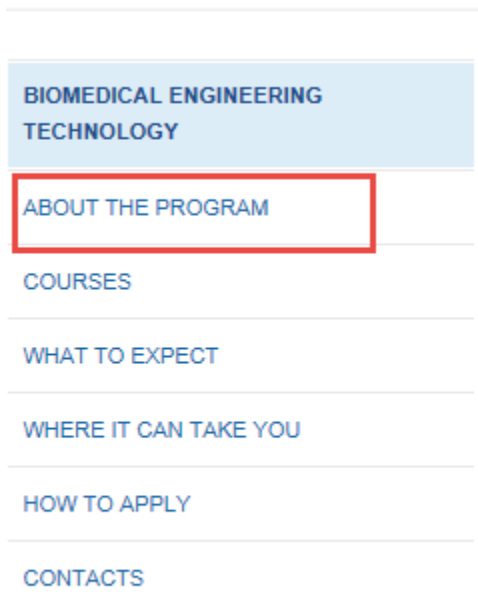 BIOMEDICAL ENGINEERING
TECHNOLOGY
ABOUT THE PROGRAM
COURSES
WHAT TO EXPECT
WHERE IT CAN TAKE YOU
HOW TO APPLY
CONTACTS